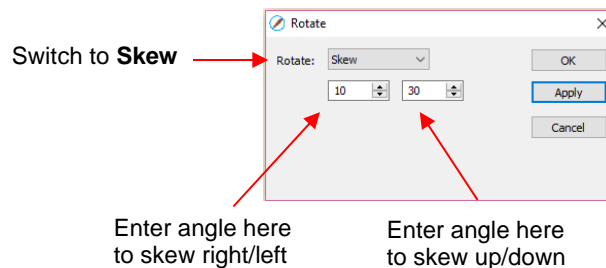 Rotate
Switch to Skew
Rotate: Skew
OK
10 30
Apply
Cancel
Enter angle here
to skew right/left
Enter angle here
to skew up/down